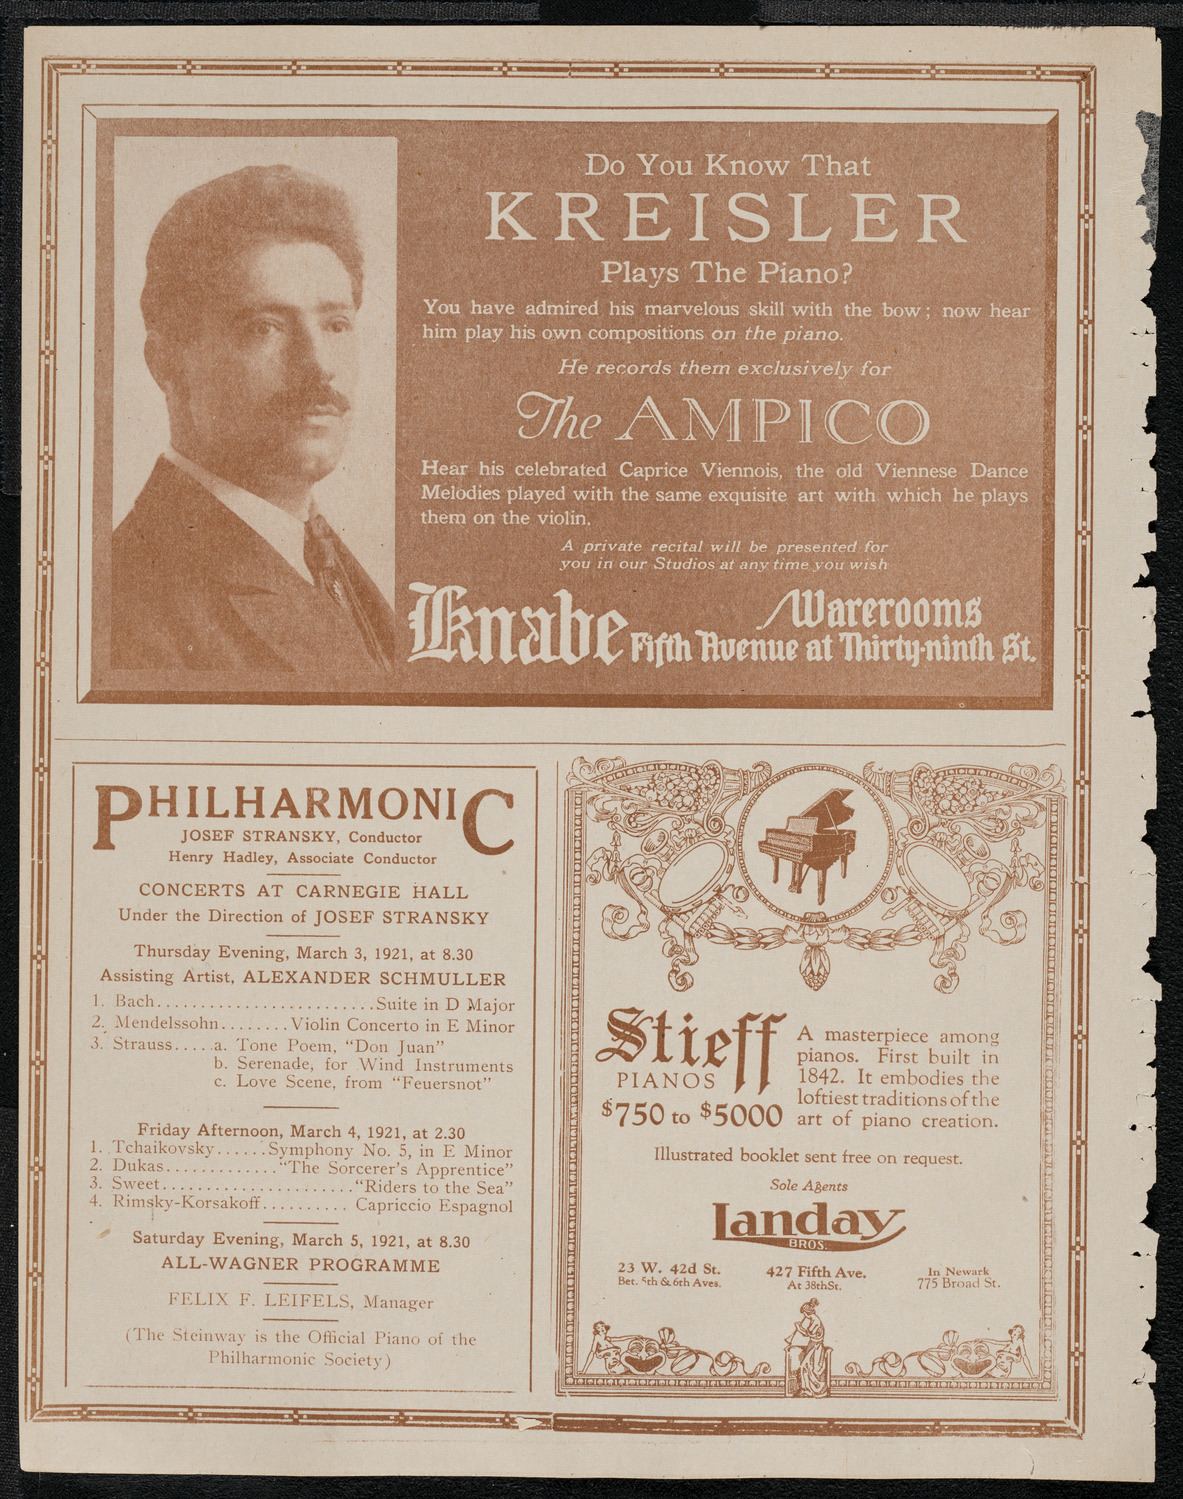 Do You Know That
KREISLER
Plays The Piano?
You have admired his marvelous skill with the bow; now hear
him play his own compositions on the piano.
He records them exclusively for
The AMPICO
Hear his celebrated Caprice Viennois, the old Viennese Dance
Melodies played with the same exquisite art with which he plays
them on the violin.
A private recital will be presented for
you in our Studios at any time you wish
Knabe Warerooms
Fifth Avenue at Thirty-ninth St.
PHILHARMONIC
JOSEF STRANSKY, Conductor
Henry Hadley, Associate Conductor
CONCERTS AT CARNEGIE HALL
Under the Direction of JOSEF STRANSKY
Thursday Evening, March 3, 1921, at 8.30
Assisting Artist, ALEXANDER SCHMULLER
1. Bach........................Suite in D Major
2. Mendelssohn........Violin Concerto in E Minor
3. Strauss.....a. Tone Poem, "Don Juan"
b. Serenade, for Wind Instruments
c. Love Scene, from "Feuersnot"
Friday Afternoon, March 4, 1921, at 2.30
1. Tchaikovsky......Symphony No. 5, in E Minor
2. Dukas............."The Sorcerer's Apprentice"
3. Sweet......................"Riders to the Sea"
4. Rimsky-Korsakoff.......... Capriccio Espagnol
Saturday Evening, March 5, 1921, at 8.30
ALL-WAGNER PROGRAMME
FELIX F. LEIFELS, Manager
(The Steinway is the Official Piano of the
Philharmonic Society)
Stieff
PIANOS
$750 to $5000
A masterpiece among
pianos. First built in
1842. It embodies the
loftiest traditions of the
art of piano creation.
Illustrated booklet sent free on request.
Sole Agents
Landay
BROS.
23 W. 42d St.
Bet. 5th & 6th Aves.
427 Fifth Ave.
At 38th St.
In Newark
775 Broad St.